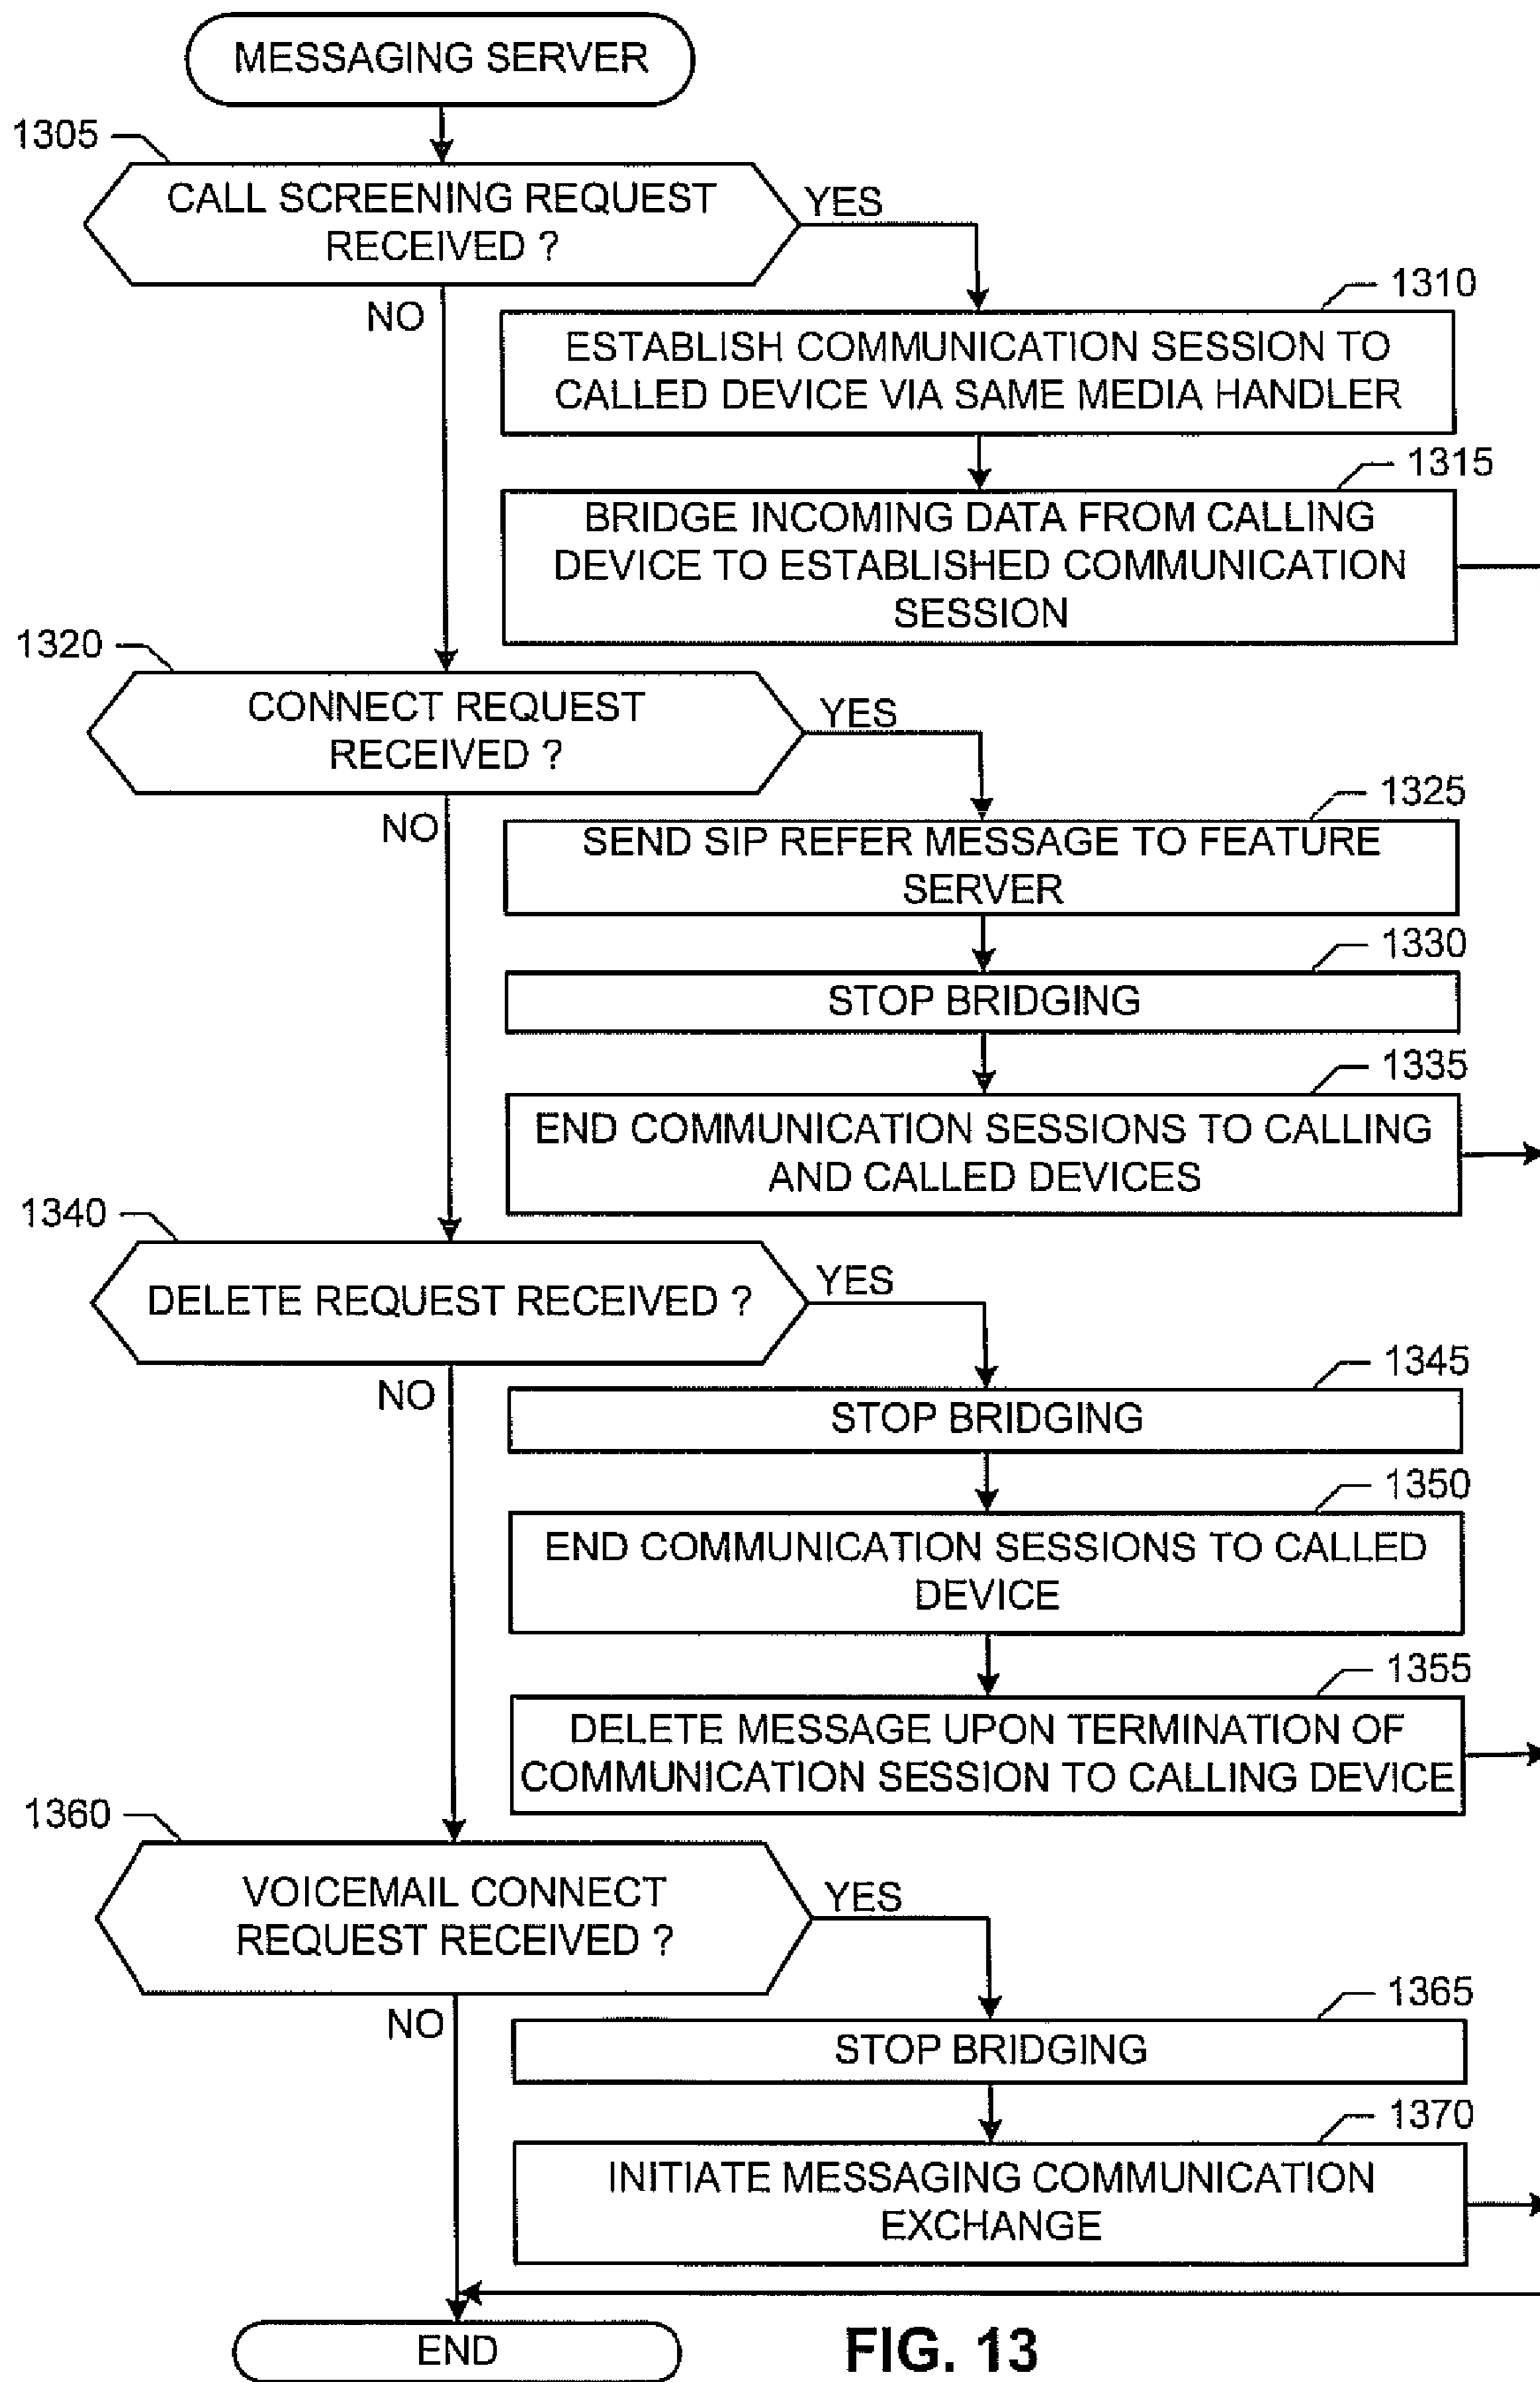 MESSAGING SERVER
1305
CALL SCREENING REQUEST
RECEIVED ?
YES
NO
1310
ESTABLISH COMMUNICATION SESSION TO
CALLED DEVICE VIA SAME MEDIA HANDLER
1315
BRIDGE INCOMING DATA FROM CALLING
DEVICE TO ESTABLISHED COMMUNICATION
SESSION
1320
CONNECT REQUEST
RECEIVED ?
YES
NO
1325
SEND SIP REFER MESSAGE TO FEATURE
SERVER
1330
STOP BRIDGING
1335
END COMMUNICATION SESSIONS TO CALLING
AND CALLED DEVICES
1340
DELETE REQUEST RECEIVED ?
YES
NO
1345
STOP BRIDGING
1350
END COMMUNICATION SESSIONS TO CALLED
DEVICE
1355
DELETE MESSAGE UPON TERMINATION OF
COMMUNICATION SESSION TO CALLING DEVICE
1360
VOICEMAIL CONNECT
REQUEST RECEIVED ?
YES
NO
1365
STOP BRIDGING
1370
INITIATE MESSAGING COMMUNICATION
EXCHANGE
END
FIG. 13